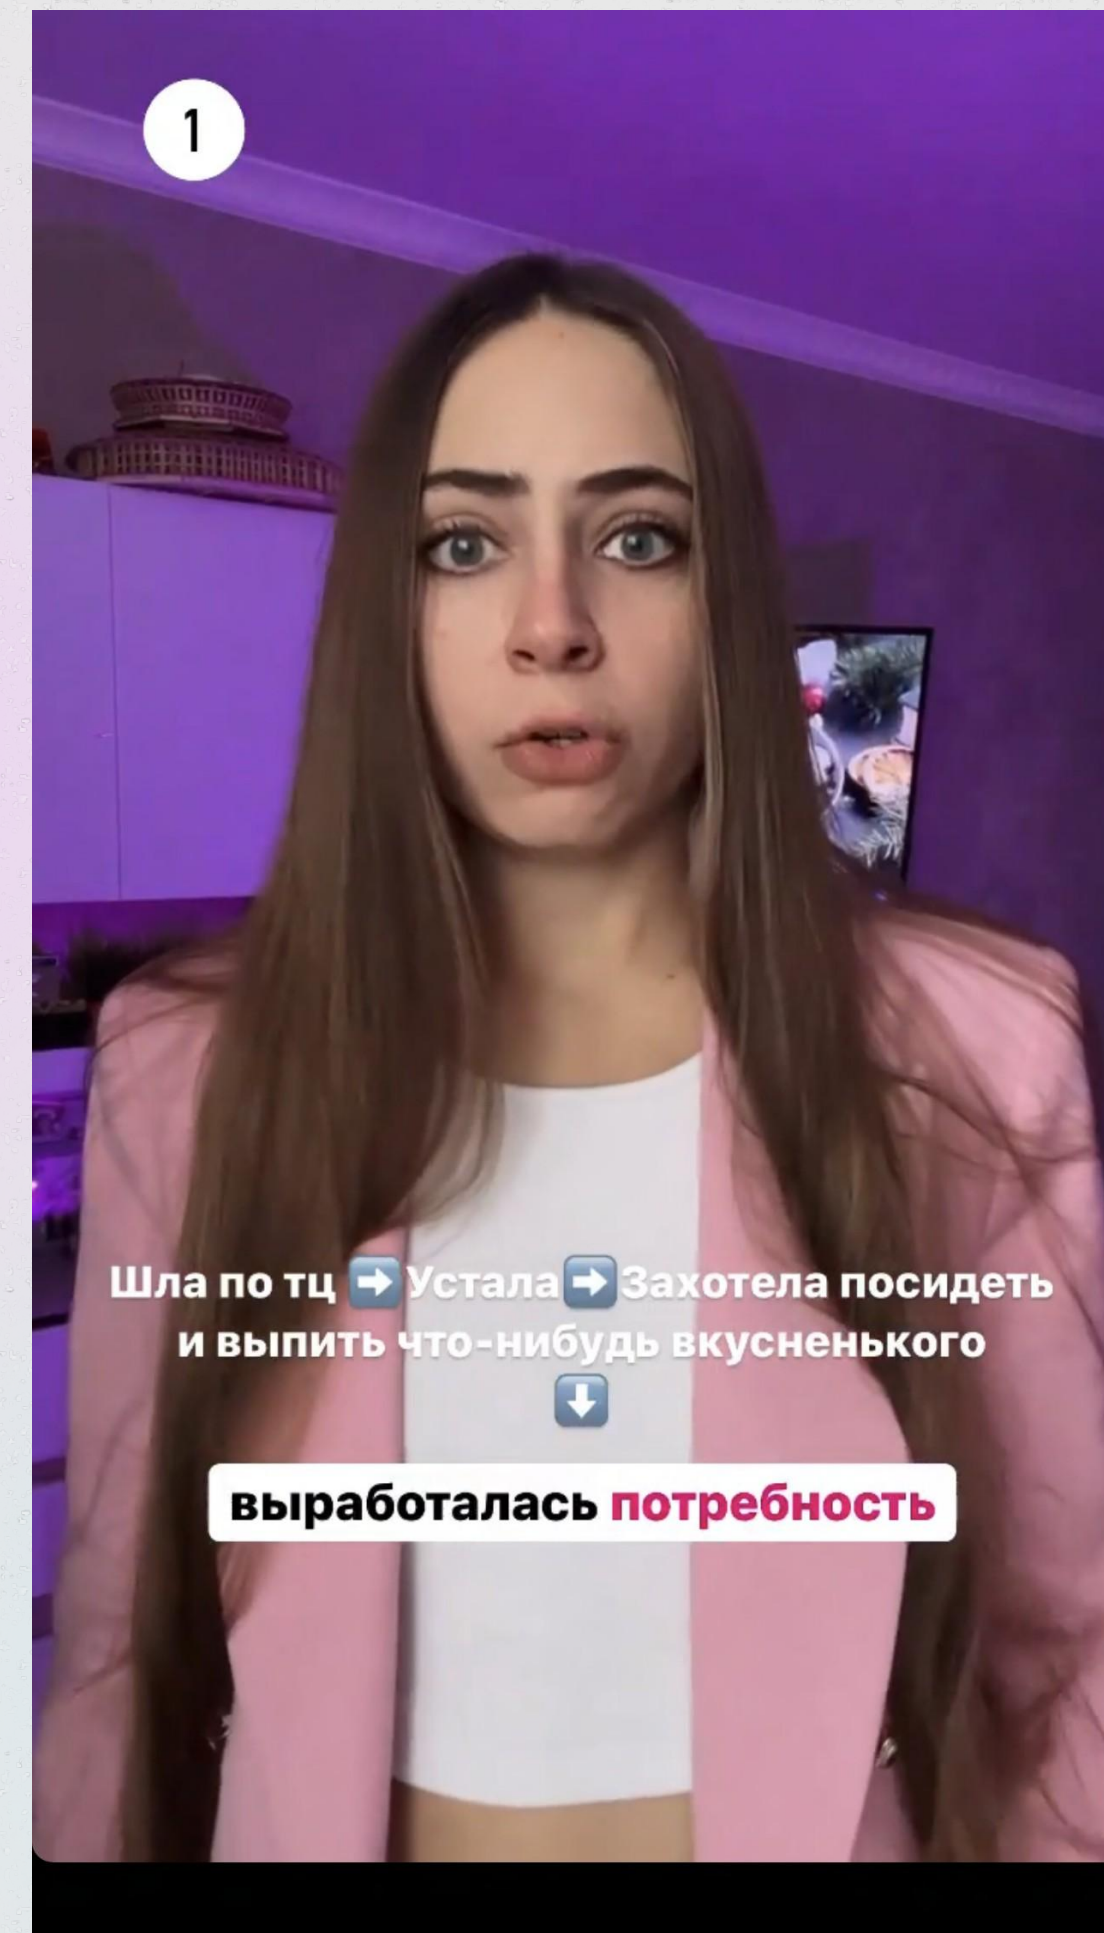 1
Шла по тц ➡️ Устала ➡️ Захотела посидеть
и выпить что-нибудь вкусненького
⬇️
выработалась потребность